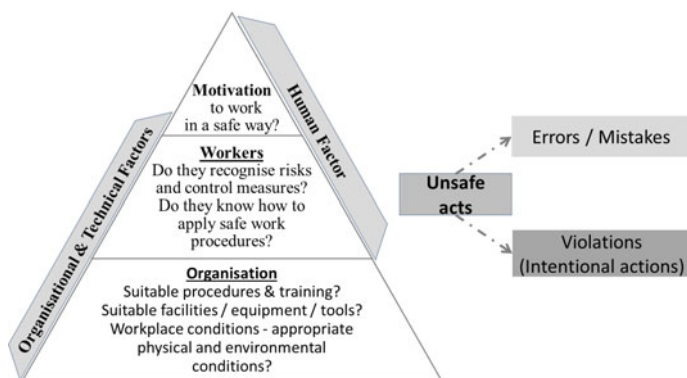 Motivation
to work
in a safe way?
Workers
Do they recognise risks
and control measures?
Do they know how to
apply safe work
procedures?
Organisation
Suitable procedures & training?
Suitable facilities / equipment / tools?
Workplace conditions - appropriate
physical and environmental
conditions?
Organisational & Technical Factors
Human Factor
Unsafe
acts
Errors / Mistakes
Violations
(Intentional actions)